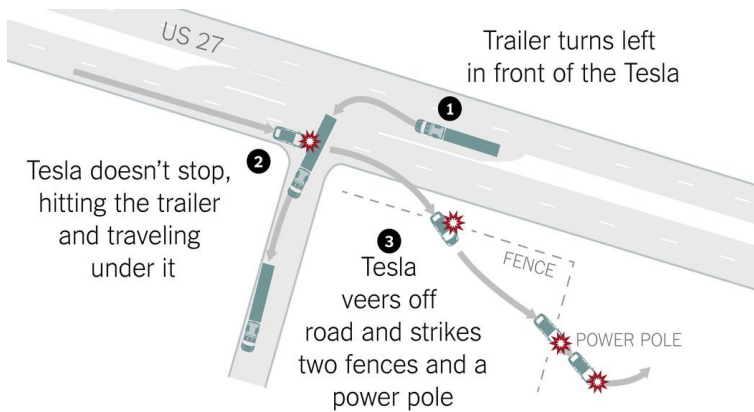 US 27
Trailer turns left
in front of the Tesla
1
2
Tesla doesn’t stop,
hitting the trailer
and traveling
under it
3
Tesla
veers off
road and strikes
two fences and a
power pole
FENCE
POWER POLE